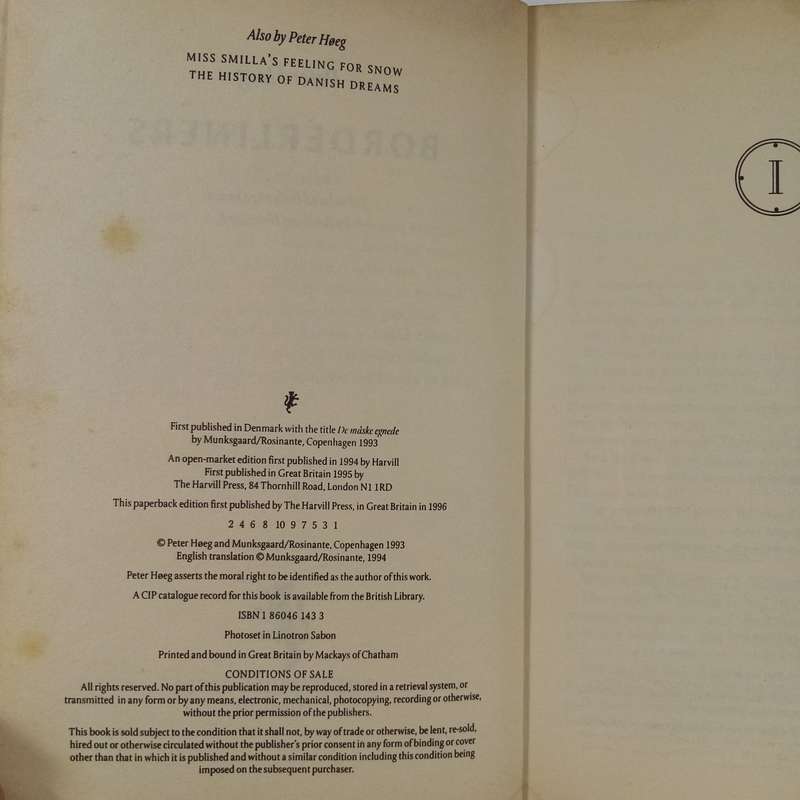 Also by Peter Høeg
MISS SMILLA'S FEELING FOR SNOW
THE HISTORY OF DANISH DREAMS
BORDERLINERS
First published in Denmark with the title De måske egnede
by Munksgaard/Rosinante, Copenhagen 1993
An open-market edition first published in 1994 by Harvill
First published in Great Britain 1995 by
The Harvill Press, 84 Thornhill Road, London N1 1RD
This paperback edition first published by The Harvill Press, in Great Britain in 1996
2 4 6 8 10 9 7 5 3 1
© Peter Høeg and Munksgaard/Rosinante, Copenhagen 1993
English translation © Munksgaard/Rosinante, 1994
Peter Høeg asserts the moral right to be identified as the author of this work.
A CIP catalogue record for this book is available from the British Library.
ISBN 1 86046 143 3
Photoset in Linotron Sabon
Printed and bound in Great Britain by Mackays of Chatham
CONDITIONS OF SALE
All rights reserved. No part of this publication may be reproduced, stored in a retrieval system, or
transmitted in any form or by any means, electronic, mechanical, photocopying, recording or otherwise,
without the prior permission of the publishers.
This book is sold subject to the condition that it shall not, by way of trade or otherwise, be lent, re-sold,
hired out or otherwise circulated without the publisher's prior consent in any form of binding or cover
other than that in which it is published and without a similar condition including this condition being
imposed on the subsequent purchaser.
I